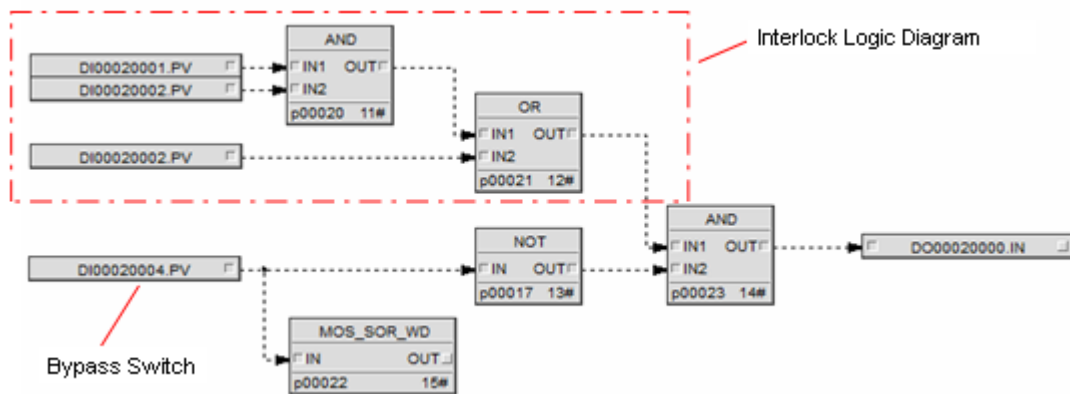 AND
Interlock Logic Diagram
DI00020001.PV
IN1 OUT
DI00020002.PV
IN2
p00020 11#
OR
IN1 OUT
DI00020002.PV
IN2
p00021 12#
AND
NOT
IN1 OUT
DO00020000.IN
DI00020004.PV
IN OUT
IN2
p00017 13#
p00023 14#
MOS_SOR_WD
IN OUT
Bypass Switch
p00022 15#